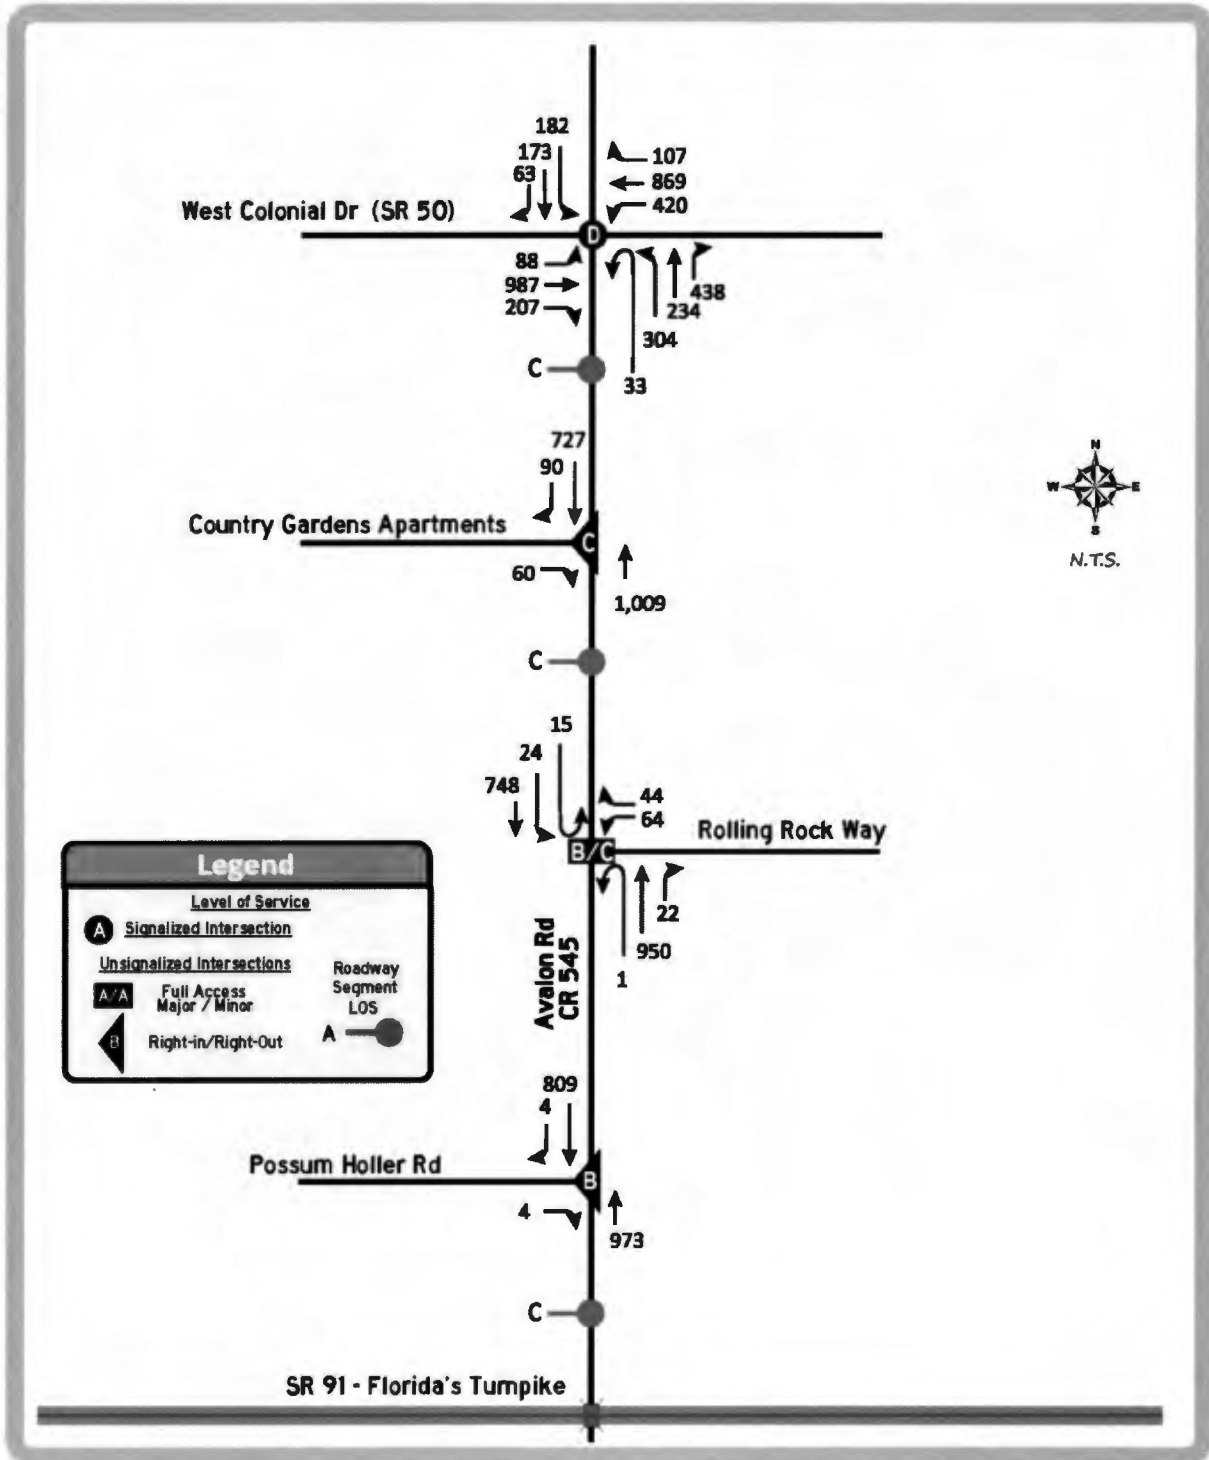 182
173
63
107
869
420
West Colonial Dr (SR 50)
D
88
987
207
438
234
304
33
C
727
90
Country Gardens Apartments
C
60
1,009
N
W E
S
N.T.S.
C
15
24
748
44
64
Rolling Rock Way
B/C
22
950
1
Avalon Rd
CR 545
Legend
Level of Service
A Signalized Intersection
Unsignalized Intersections
A/A Full Access
Major / Minor
B Right-in/Right-Out
Roadway
Segment
LOS
A
809
4
Possum Holler Rd
B
4
973
C
SR 91 - Florida's Turnpike